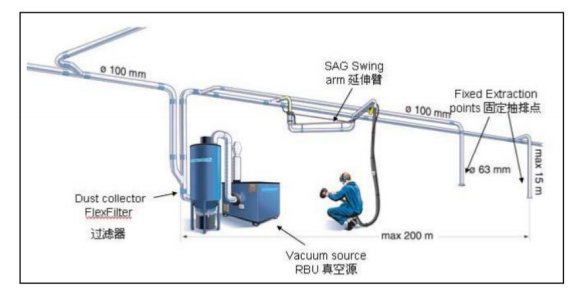 SAG Swing
arm 延伸臂
ø 100 mm
Fixed Extraction
points 固定抽排点
ø 100 mm
ø 63 mm
max 15 m
Dust collector
FlexFilter
过滤器
max 200 m
Vacuum source
RBU 真空源